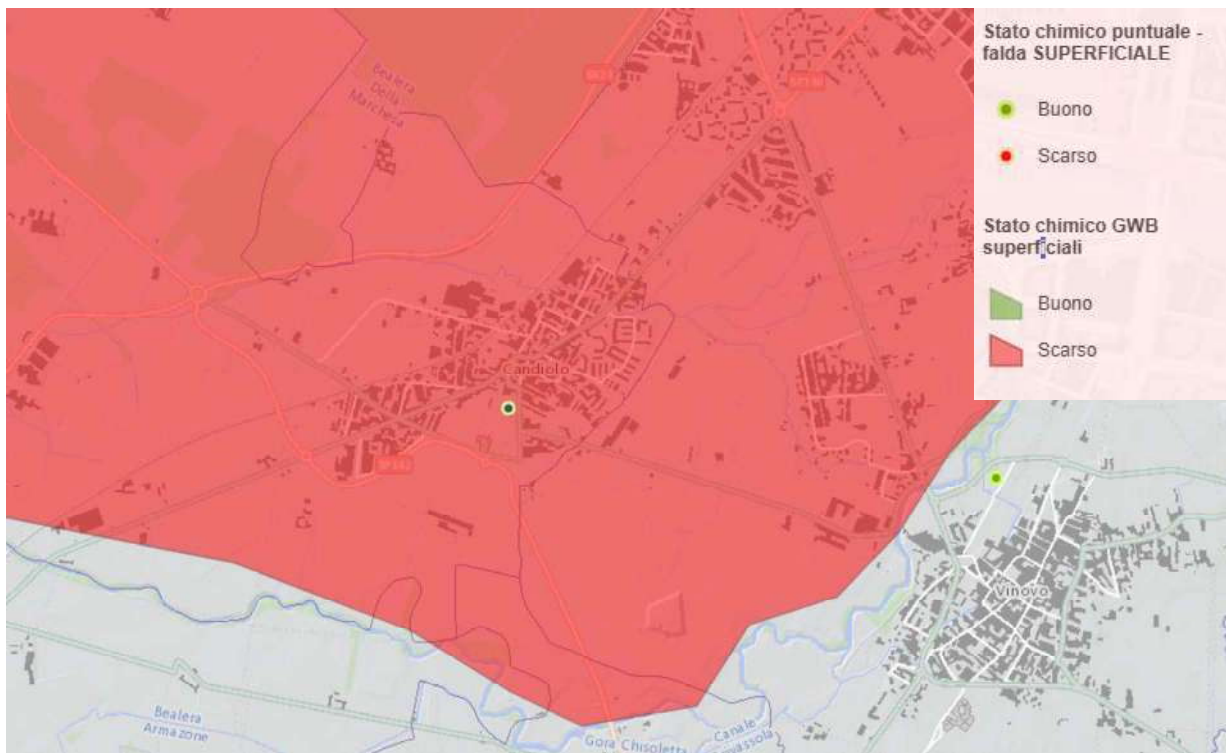 Stato chimico puntuale -
falda SUPERFICIALE
Buono
Scarso
Stato chimico GWB
superficiali
Buono
Scarso
Bealera
Della
Marchesa
Candiolo
SP142
Vinovo
Bealera
Armazone
Gora Chisoletta
Canale